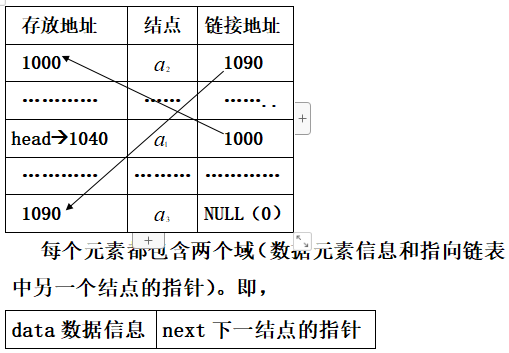 存放地址 结点 链接地址
1000 a₂ 1090
………… …… ……..
head→1040 a₁ 1000
………… ……… …………
1090 a₃ NULL（0）
每个元素都包含两个域（数据元素信息和指向链表
中另一个结点的指针）。即，
data 数据信息 next 下一结点的指针